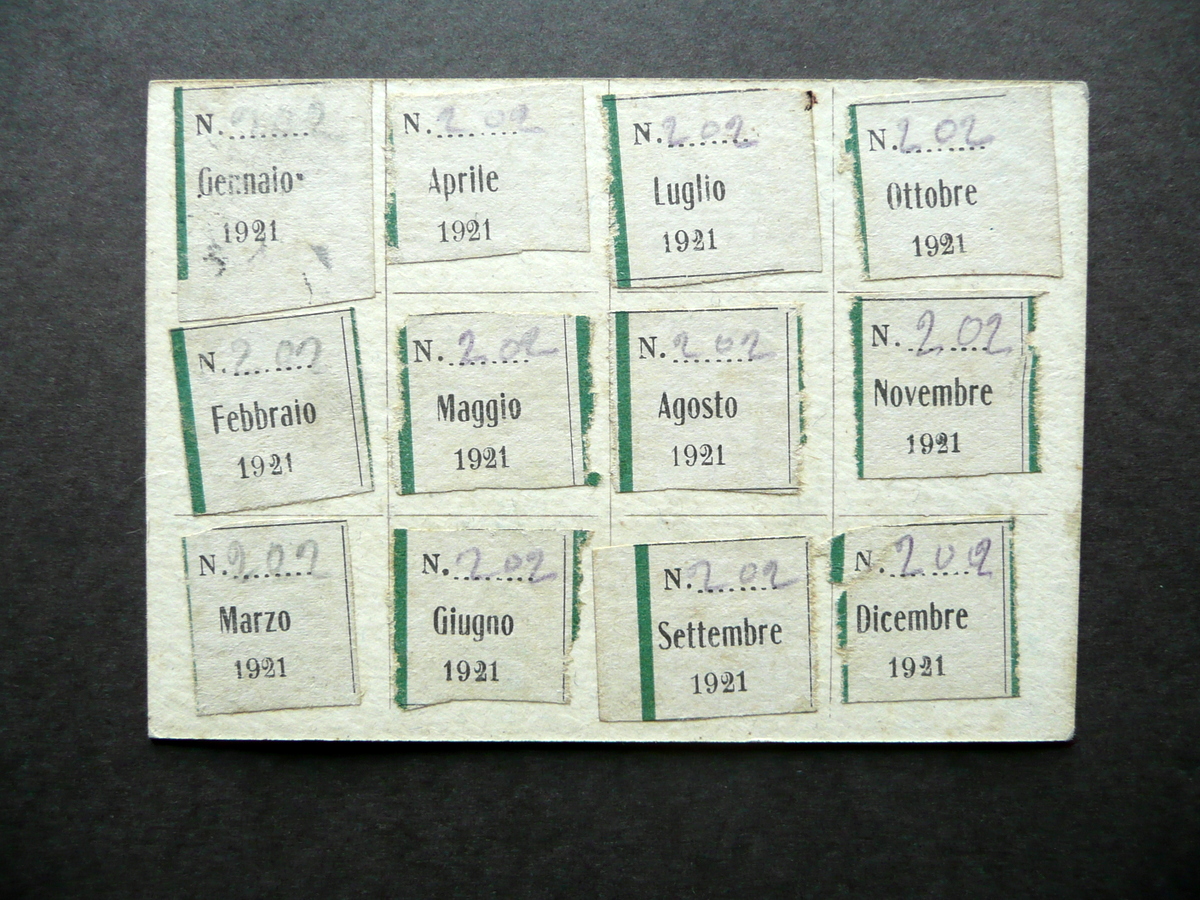 N. 202
Gennaio
1921
N. 202
Febbraio
1921
N. 202
Marzo
1921
N. 202
Aprile
1921
N. 202
Maggio
1921
N. 202
Giugno
1921
N. 202
Luglio
1921
N. 202
Agosto
1921
N. 202
Settembre
1921
N. 202
Ottobre
1921
N. 202
Novembre
1921
N. 202
Dicembre
1921